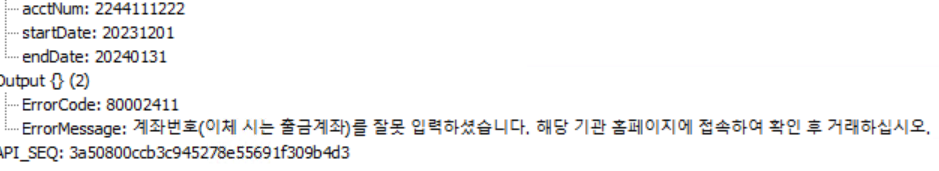 acctNum: 2244111222
startDate: 20231201
endDate: 20240131
Output {} (2)
ErrorCode: 80002411
ErrorMessage: 계좌번호(이체 시는 출금계좌)를 잘못 입력하셨습니다. 해당 기관 홈페이지에 접속하여 확인 후 거래하십시오.
API_SEQ: 3a50800ccb3c945278e55691f309b4d3